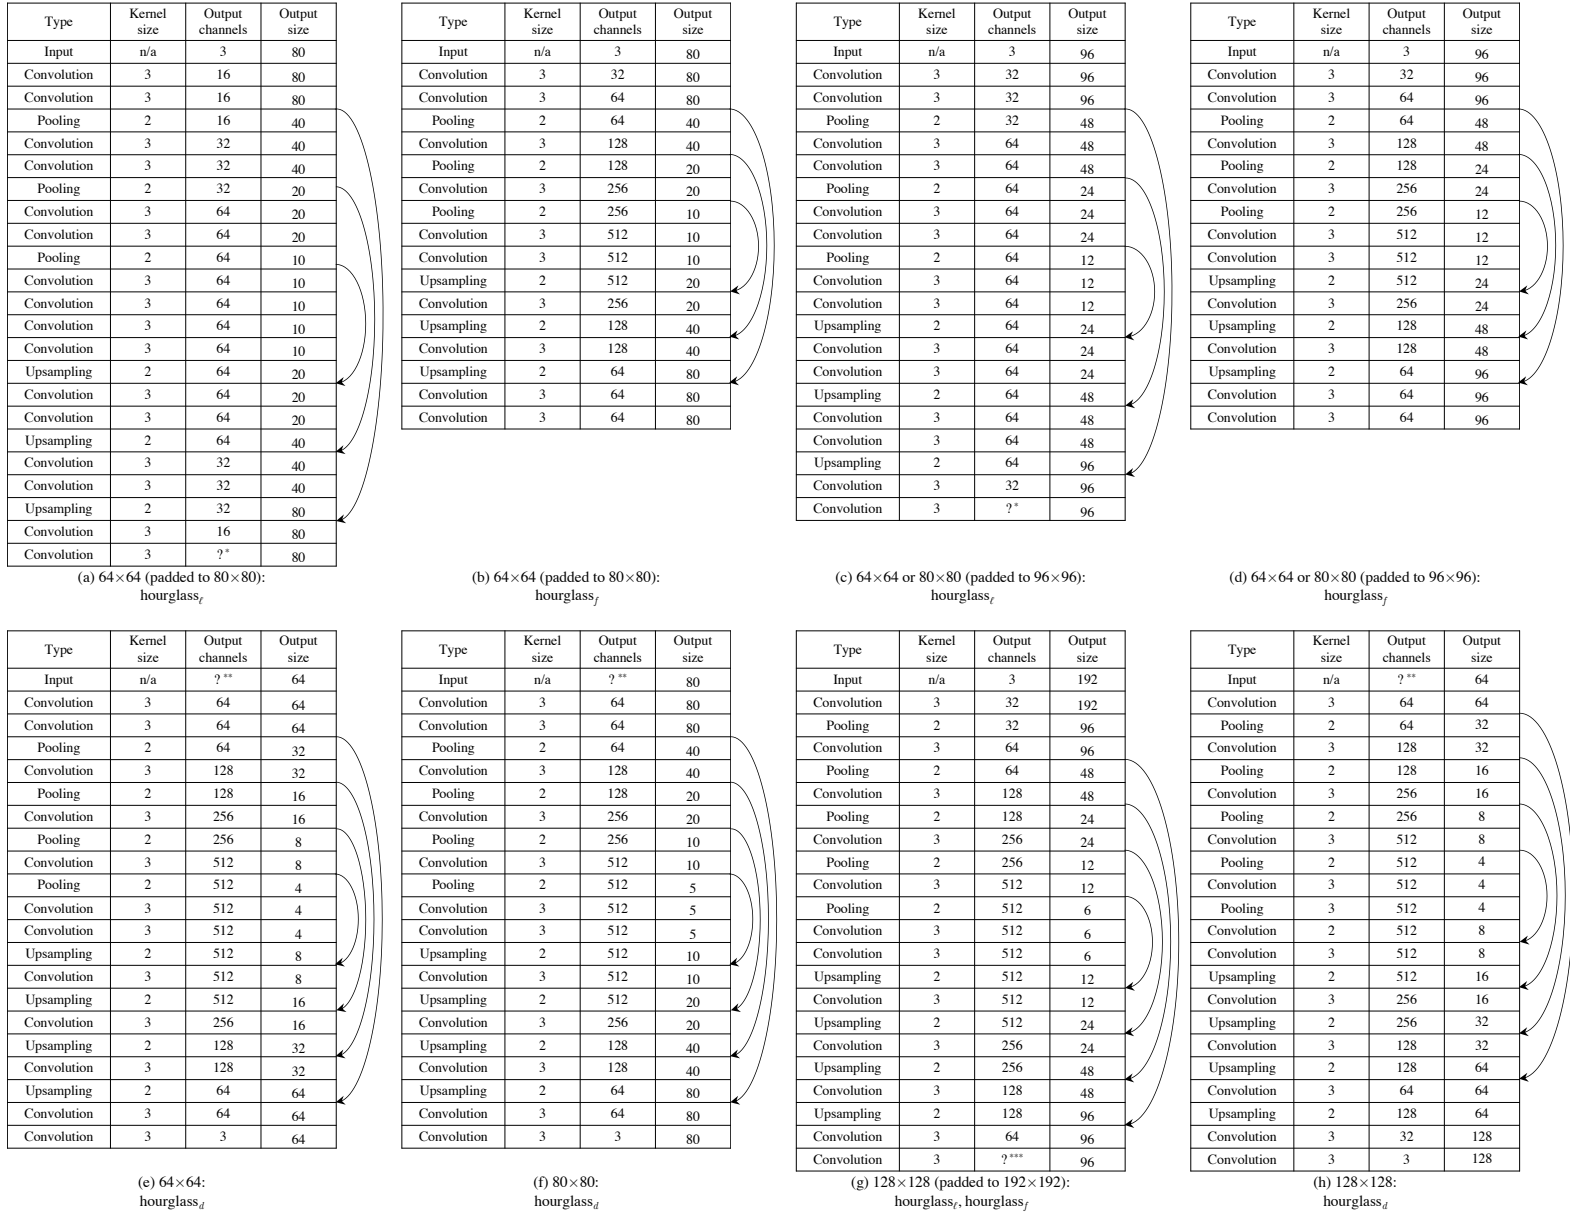 Type Kernel size Output channels Output size
Input n/a 3 80
Convolution 3 16 80
Convolution 3 16 80
Pooling 2 16 40
Convolution 3 32 40
Convolution 3 32 40
Pooling 2 32 20
Convolution 3 64 20
Convolution 3 64 20
Pooling 2 64 10
Convolution 3 64 10
Convolution 3 64 10
Convolution 3 64 10
Convolution 3 64 10
Upsampling 2 64 20
Convolution 3 64 20
Convolution 3 64 20
Upsampling 2 64 40
Convolution 3 32 40
Convolution 3 32 40
Upsampling 2 32 80
Convolution 3 16 80
Convolution 3 ?* 80
(a) 64×64 (padded to 80×80):
hourglassℓ
Type Kernel size Output channels Output size
Input n/a 3 80
Convolution 3 32 80
Convolution 3 64 80
Pooling 2 64 40
Convolution 3 128 40
Pooling 2 128 20
Convolution 3 256 20
Pooling 2 256 10
Convolution 3 512 10
Convolution 3 512 10
Upsampling 2 512 20
Convolution 3 256 20
Upsampling 2 128 40
Convolution 3 128 40
Upsampling 2 64 80
Convolution 3 64 80
Convolution 3 64 80
(b) 64×64 (padded to 80×80):
hourglassf
Type Kernel size Output channels Output size
Input n/a 3 96
Convolution 3 32 96
Convolution 3 32 96
Pooling 2 32 48
Convolution 3 64 48
Convolution 3 64 48
Pooling 2 64 24
Convolution 3 64 24
Convolution 3 64 24
Pooling 2 64 12
Convolution 3 64 12
Convolution 3 64 12
Upsampling 2 64 24
Convolution 3 64 24
Convolution 3 64 24
Upsampling 2 64 48
Convolution 3 64 48
Convolution 3 64 48
Upsampling 2 64 96
Convolution 3 32 96
Convolution 3 ?* 96
(c) 64×64 or 80×80 (padded to 96×96):
hourglassℓ
Type Kernel size Output channels Output size
Input n/a 3 96
Convolution 3 32 96
Convolution 3 64 96
Pooling 2 64 48
Convolution 3 128 48
Pooling 2 128 24
Convolution 3 256 24
Pooling 2 256 12
Convolution 3 512 12
Convolution 3 512 12
Upsampling 2 512 24
Convolution 3 256 24
Upsampling 2 128 48
Convolution 3 128 48
Upsampling 2 64 96
Convolution 3 64 96
Convolution 3 64 96
(d) 64×64 or 80×80 (padded to 96×96):
hourglassf
Type Kernel size Output channels Output size
Input n/a ?** 64
Convolution 3 64 64
Convolution 3 64 64
Pooling 2 64 32
Convolution 3 128 32
Pooling 2 128 16
Convolution 3 256 16
Pooling 2 256 8
Convolution 3 512 8
Pooling 2 512 4
Convolution 3 512 4
Convolution 3 512 4
Upsampling 2 512 8
Convolution 3 512 8
Upsampling 2 512 16
Convolution 3 256 16
Upsampling 2 128 32
Convolution 3 128 32
Upsampling 2 64 64
Convolution 3 64 64
Convolution 3 3 64
(e) 64×64:
hourglassd
Type Kernel size Output channels Output size
Input n/a ?** 80
Convolution 3 64 80
Convolution 3 64 80
Pooling 2 64 40
Convolution 3 128 40
Pooling 2 128 20
Convolution 3 256 20
Pooling 2 256 10
Convolution 3 512 10
Pooling 2 512 5
Convolution 3 512 5
Convolution 3 512 5
Upsampling 2 512 10
Convolution 3 512 10
Upsampling 2 512 20
Convolution 3 256 20
Upsampling 2 128 40
Convolution 3 128 40
Upsampling 2 64 80
Convolution 3 64 80
Convolution 3 3 80
(f) 80×80:
hourglassd
Type Kernel size Output channels Output size
Input n/a 3 192
Convolution 3 32 192
Pooling 2 32 96
Convolution 3 64 96
Pooling 2 64 48
Convolution 3 128 48
Pooling 2 128 24
Convolution 3 256 24
Pooling 2 256 12
Convolution 3 512 12
Pooling 2 512 6
Convolution 3 512 6
Convolution 3 512 6
Upsampling 2 512 12
Convolution 3 512 12
Upsampling 2 512 24
Convolution 3 256 24
Upsampling 2 256 48
Convolution 3 128 48
Upsampling 2 128 96
Convolution 3 64 96
Convolution 3 ?*** 96
(g) 128×128 (padded to 192×192):
hourglassℓ, hourglassf
Type Kernel size Output channels Output size
Input n/a ?** 64
Convolution 3 64 64
Pooling 2 64 32
Convolution 3 128 32
Pooling 2 128 16
Convolution 3 256 16
Pooling 2 256 8
Convolution 3 512 8
Pooling 2 512 4
Convolution 3 512 4
Pooling 3 512 4
Convolution 2 512 8
Convolution 3 512 8
Upsampling 2 512 16
Convolution 3 256 16
Upsampling 2 256 32
Convolution 3 128 32
Upsampling 2 128 64
Convolution 3 64 64
Upsampling 2 128 64
Convolution 3 32 128
Convolution 3 3 128
(h) 128×128:
hourglassd